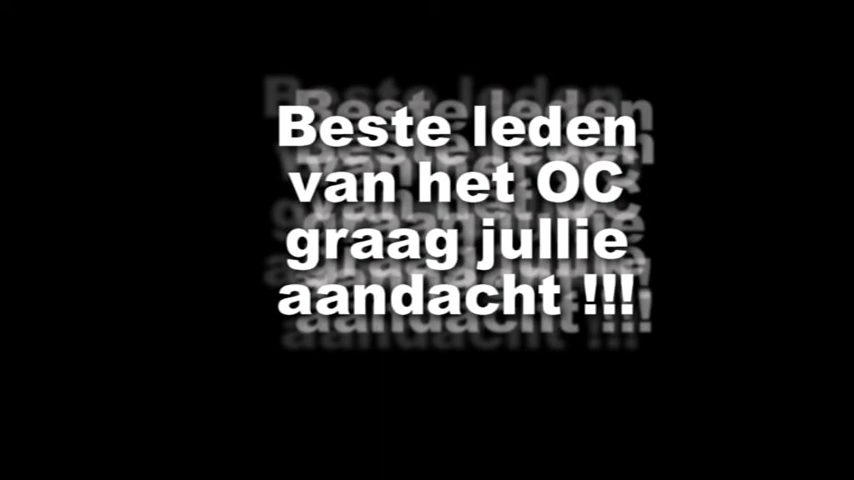 Beste leden
van het OC
graag jullie
aandacht !!!